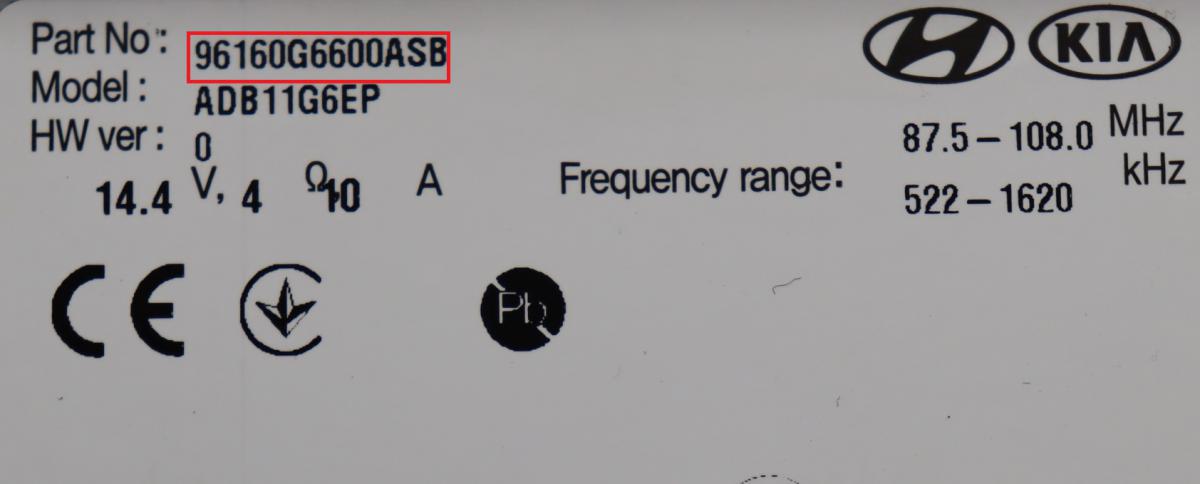 Part No : 96160G6600ASB
Model : ADB11G6EP
HW ver : 0
14.4 V, 4 Ω 10 A
KIA
Frequency range: 87.5 – 108.0 MHz
522 – 1620 kHz
CE
Pb